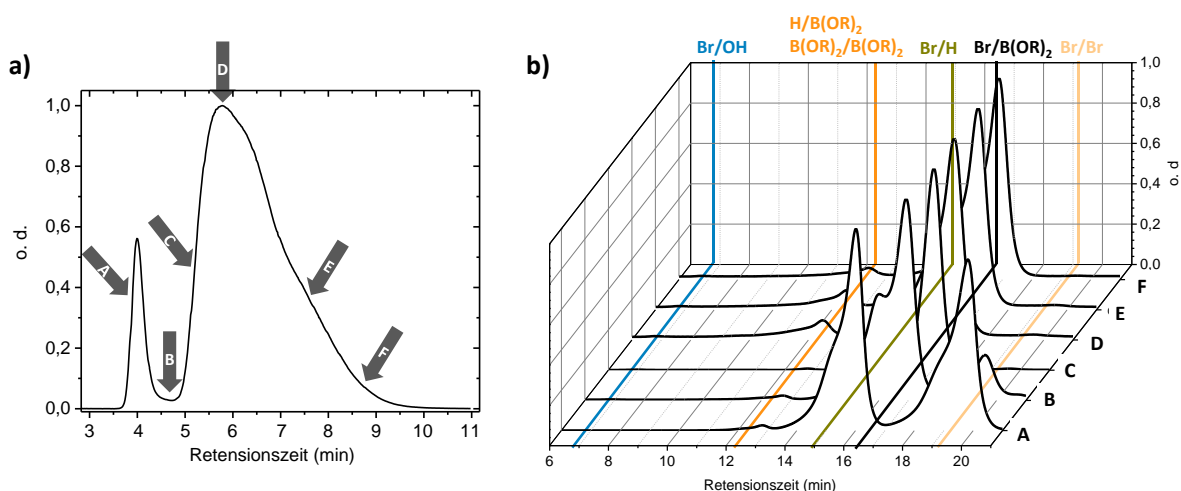 a)
D
1,0
0,8
0,6
0,4
0,2
0,0
C
A
B
E
F
3 4 5 6 7 8 9 10 11
Retensionszeit (min)
o. d.
b)
H/B(OR)2
Br/OH B(OR)2/B(OR)2 Br/H Br/B(OR)2 Br/Br
1,0
0,8
0,6
0,4
0,2
0,0
o. d
F
E
D
C
B
A
6 8 10 12 14 16 18 20
Retensionszeit (min)